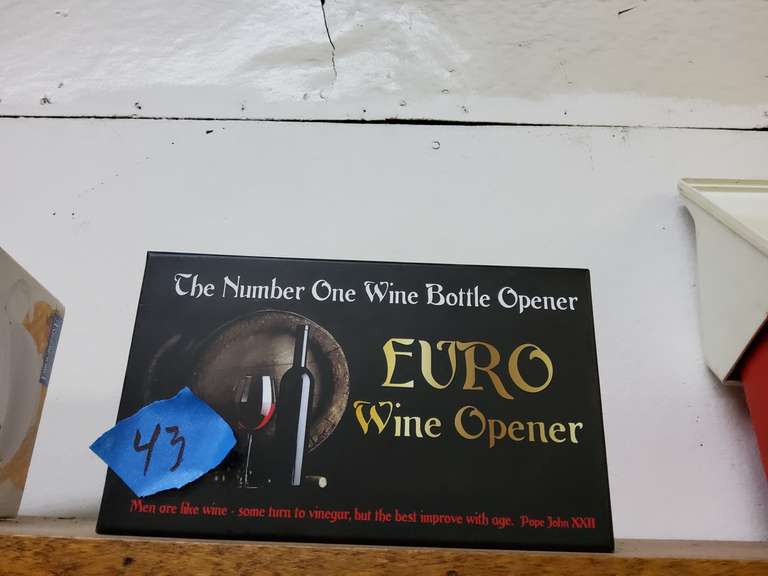 The Number One Wine Bottle Opener
EURO
Wine Opener
43
Men are like wine - some turn to vinegar, but the best improve with age. Pope John XXII